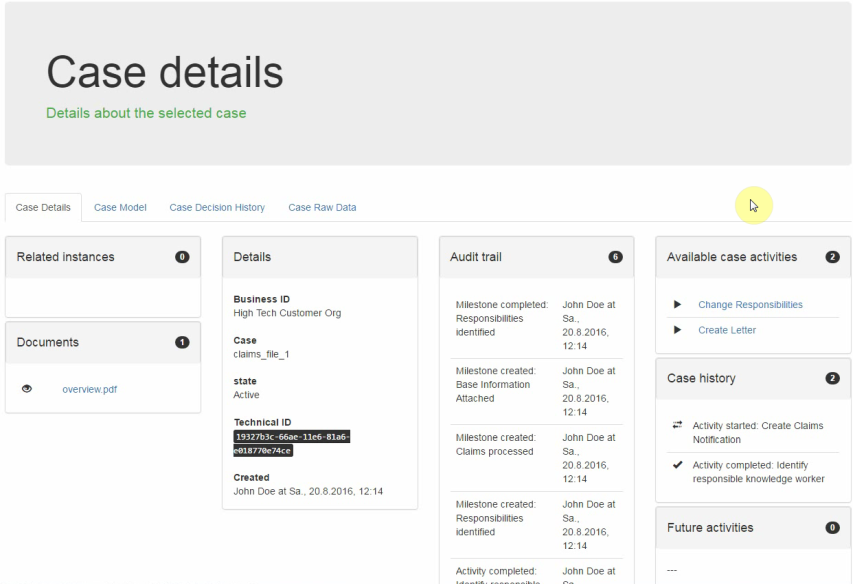 Case details
Details about the selected case
Case Details
Case Model
Case Decision History
Case Raw Data
Related instances
0
Documents
1
overview.pdf
Details
Business ID
High Tech Customer Org
Case
claims_file_1
state
Active
Technical ID
19327b3c-66ae-11e6-81a6-
e018770e74ce
Created
John Doe at Sa., 20.8.2016, 12:14
Audit trail
6
Milestone completed:
Responsibilities
identified
John Doe at
Sa.,
20.8.2016,
12:14
Milestone created:
Base Information
Attached
John Doe at
Sa.,
20.8.2016,
12:14
Milestone created:
Claims processed
John Doe at
Sa.,
20.8.2016,
12:14
Milestone created:
Responsibilities
identified
John Doe at
Sa.,
20.8.2016,
12:14
Activity completed:
Identify responsible
John Doe at
Sa.,
Available case activities
2
Change Responsibilities
Create Letter
Case history
2
Activity started: Create Claims
Notification
Activity completed: Identify
responsible knowledge worker
Future activities
0
---